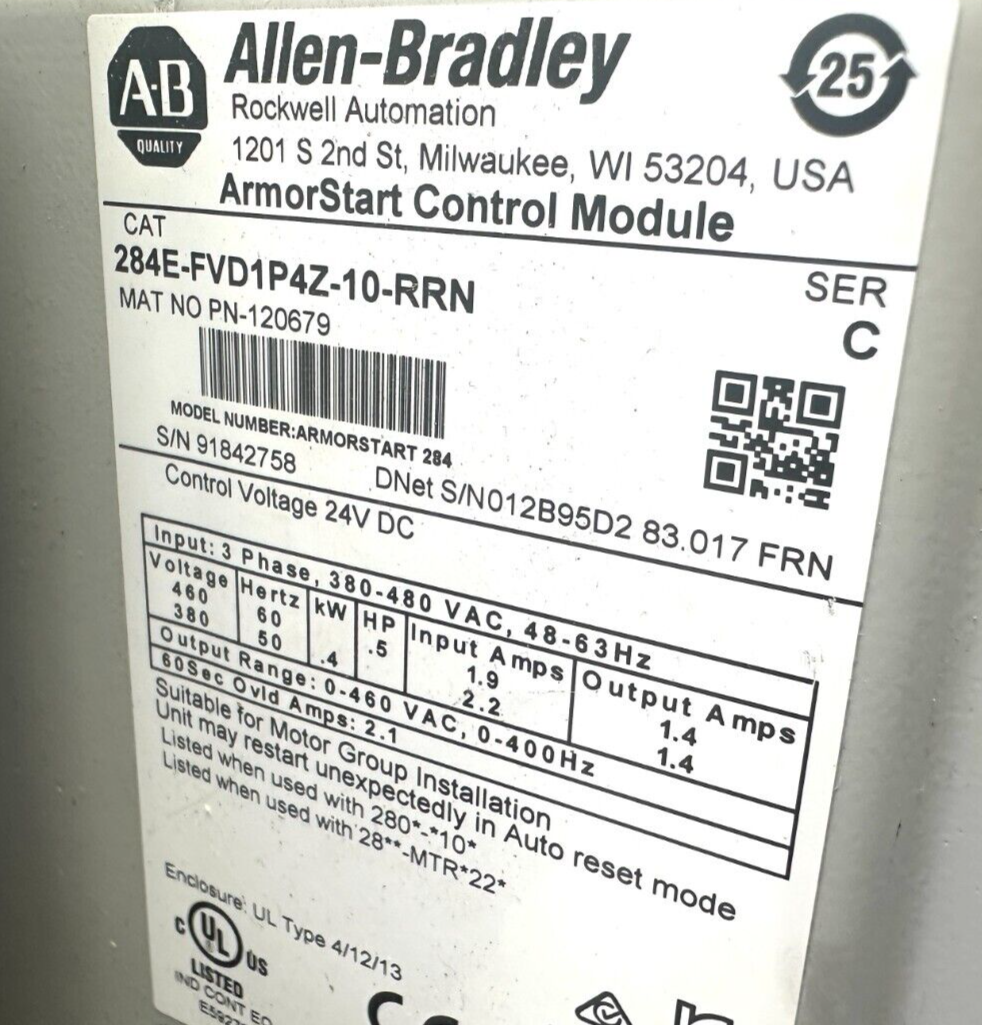 A-B
QUALITY
Allen-Bradley
25
Rockwell Automation
1201 S 2nd St, Milwaukee, WI 53204, USA
ArmorStart Control Module
CAT
284E-FVD1P4Z-10-RRN
SER
C
MAT NO PN-120679
MODEL NUMBER:ARMORSTART 284
S/N 91842758
DNet S/N012B95D2 83.017 FRN
Control Voltage 24V DC
Input: 3 Phase, 380-480 VAC, 48-63Hz
Voltage Hertz kW HP Input Amps Output Amps
460 60 .5 1.9 1.4
380 50 .4 2.2 1.4
Output Range: 0-460 VAC, 0-400Hz
60Sec Ovld Amps: 2.1
Suitable for Motor Group Installation
Unit may restart unexpectedly in Auto reset mode
Listed when used with 280*-*10*
Listed when used with 28**-MTR*22*
Enclosure: UL Type 4/12/13
C UL US
LISTED
IND CONT EQ